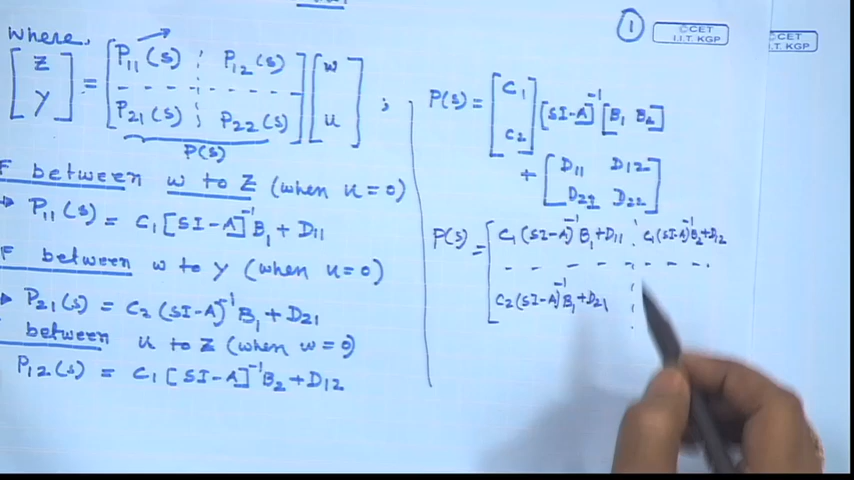 ①
©CET
I.I.T. KGP
©CET
I.I.T. KGP
where,
[z y] = [P11(s) P12(s) P21(s) P22(s)] [w u] ;
P(s)
F between w to z (when u=0)
→ P11(s) = C1[SI-A]^-1 B1 + D11
F between w to y (when u=0)
P21(s) = C2(SI-A)^-1 B1 + D21
between u to z (when w=0)
P12(s) = C1[SI-A]^-1 B2 + D12
P(s) = [C1 C2] [SI-A]^-1 [B1 B2]
+ [D11 D12 D21 D22]
P(s) = [C1(SI-A)^-1 B1+D11 C1(SI-A)^-1 B2+D12
C2(SI-A)^-1 B1+D21